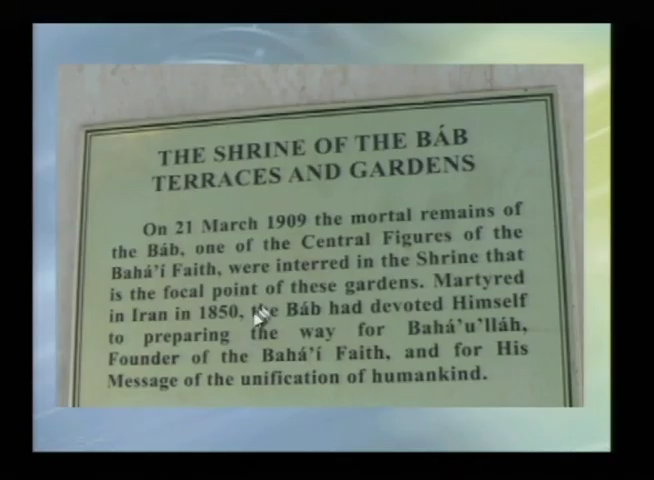 THE SHRINE OF THE BÁB
TERRACES AND GARDENS
On 21 March 1909 the mortal remains of
the Báb, one of the Central Figures of the
Bahá'í Faith, were interred in the Shrine that
is the focal point of these gardens. Martyred
in Iran in 1850, the Báb had devoted Himself
to preparing the way for Bahá'u'lláh,
Founder of the Bahá'í Faith, and for His
Message of the unification of humankind.